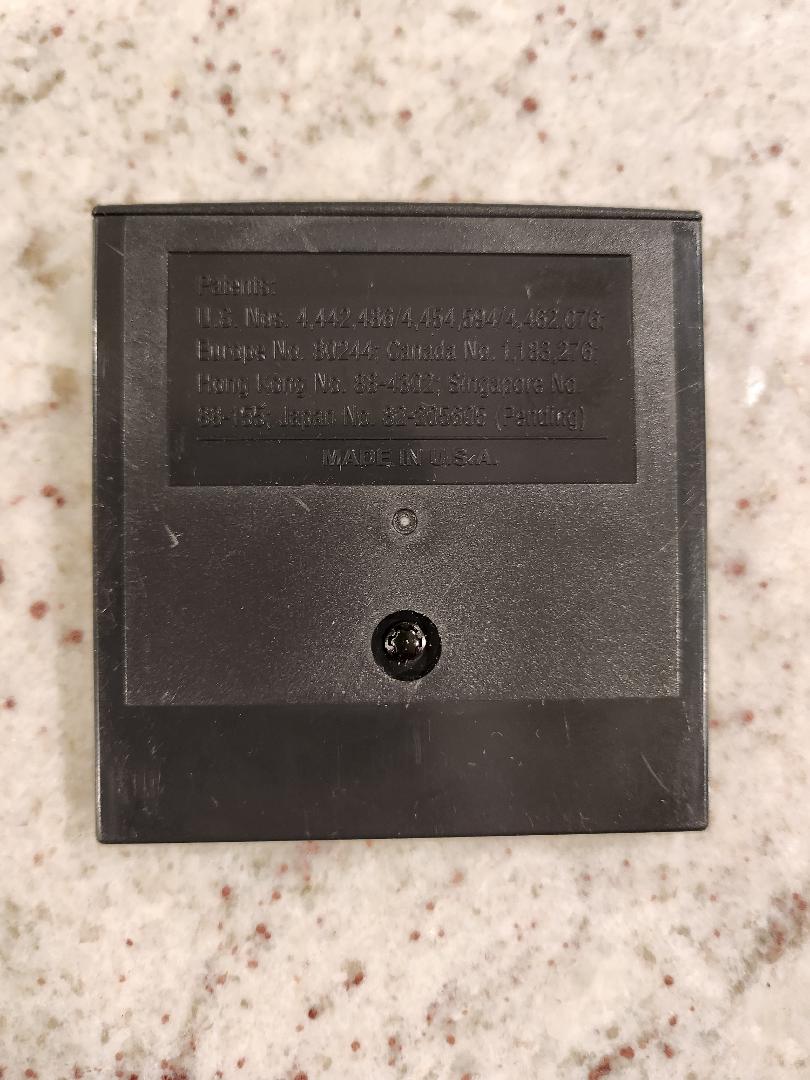 Patents:
U.S. Nos. 4,442,486/4,454,594/4,462,076;
Europe No. 80244; Canada No. 1,183,276;
Hong Kong No. 88-4302; Singapore No.
88-155; Japan No. 82-205605 (Pending)
MADE IN U.S.A.